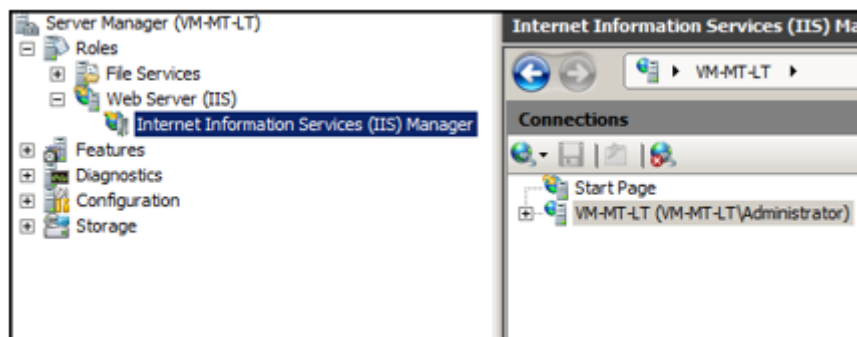 Server Manager (VM-MT-LT)
Roles
File Services
Web Server (IIS)
Internet Information Services (IIS) Manager
Features
Diagnostics
Configuration
Storage
Internet Information Services (IIS) Ma
VM-MT-LT
Connections
Start Page
VM-MT-LT (VM-MT-LT\Administrator)